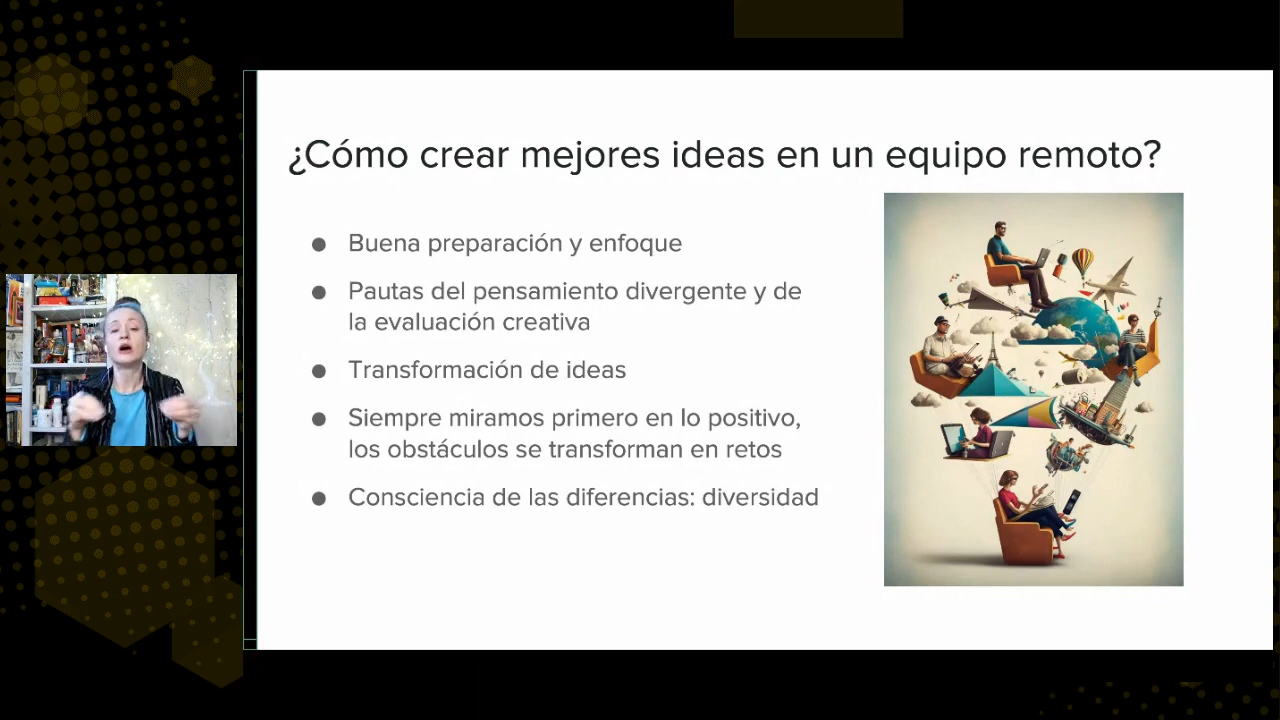 ¿Cómo crear mejores ideas en un equipo remoto?
● Buena preparación y enfoque
● Pautas del pensamiento divergente y de
la evaluación creativa
● Transformación de ideas
● Siempre miramos primero en lo positivo,
los obstáculos se transforman en retos
● Consciencia de las diferencias: diversidad